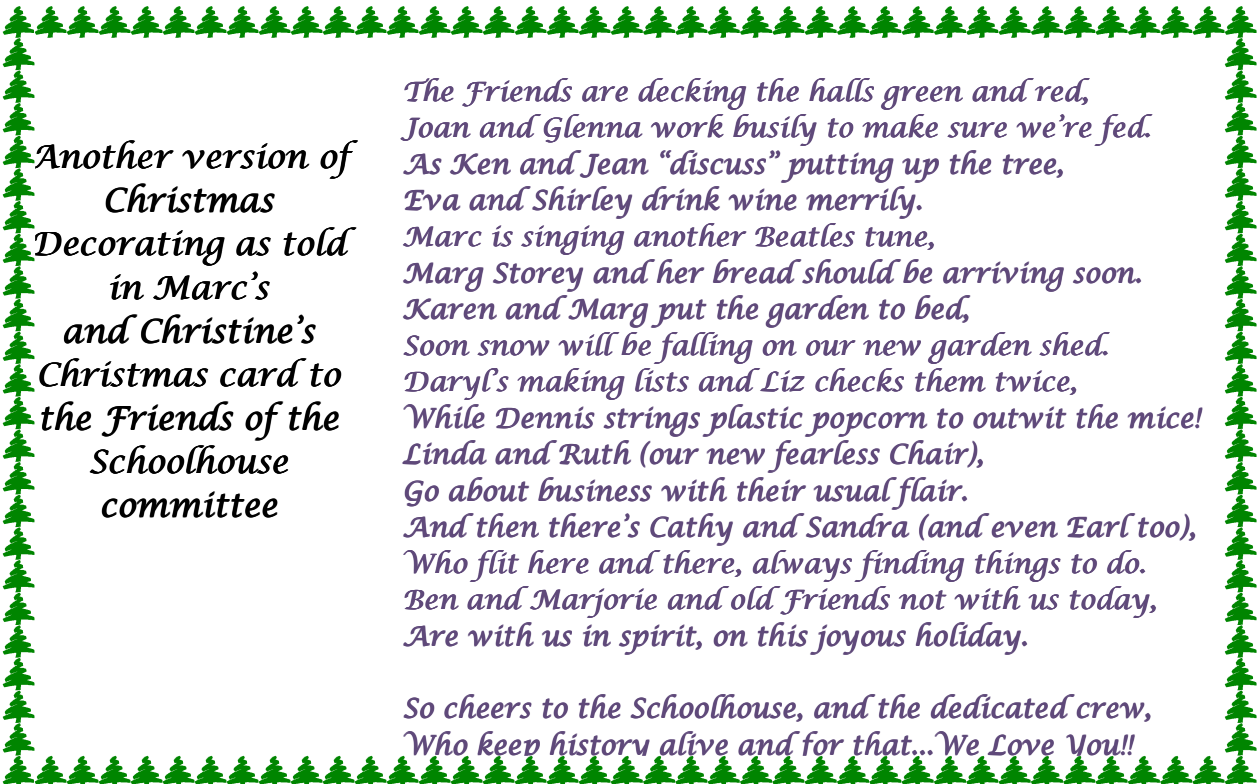 Another version of
Christmas
Decorating as told
in Marc’s
and Christine’s
Christmas card to
the Friends of the
Schoolhouse
committee
The Friends are decking the halls green and red,
Joan and Glenna work busily to make sure we’re fed.
As Ken and Jean “discuss” putting up the tree,
Eva and Shirley drink wine merrily.
Marc is singing another Beatles tune,
Marg Storey and her bread should be arriving soon.
Karen and Marg put the garden to bed,
Soon snow will be falling on our new garden shed.
Daryl’s making lists and Liz checks them twice,
While Dennis strings plastic popcorn to outwit the mice!
Linda and Ruth (our new fearless Chair),
Go about business with their usual flair.
And then there’s Cathy and Sandra (and even Earl too),
Who flit here and there, always finding things to do.
Ben and Marjorie and old Friends not with us today,
Are with us in spirit, on this joyous holiday.
So cheers to the Schoolhouse, and the dedicated crew,
Who keep history alive and for that...We Love You!!